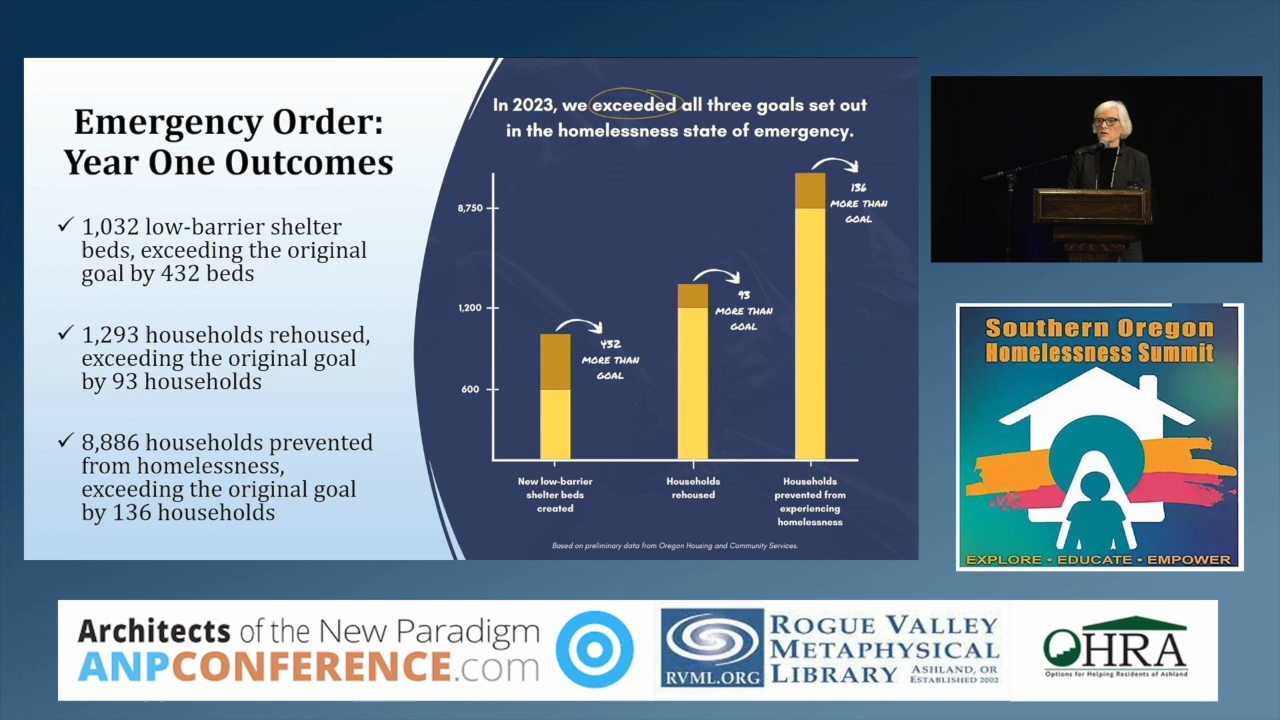 Emergency Order:
Year One Outcomes
✓ 1,032 low-barrier shelter
beds, exceeding the original
goal by 432 beds
✓ 1,293 households rehoused,
exceeding the original goal
by 93 households
✓ 8,886 households prevented
from homelessness,
exceeding the original goal
by 136 households
In 2023, we exceeded all three goals set out
in the homelessness state of emergency.
8,750
1,200
600
432
MORE THAN
GOAL
93
MORE THAN
GOAL
136
MORE THAN
GOAL
New low-barrier
shelter beds
created
Households
rehoused
Households
prevented from
experiencing
homelessness
Based on preliminary data from Oregon Housing and Community Services.
Southern Oregon
Homelessness Summit
EXPLORE • EDUCATE • EMPOWER
Architects of the New Paradigm
ANPCONFERENCE.com
RVML.ORG
ROGUE VALLEY
METAPHYSICAL
LIBRARY
ASHLAND, OR
ESTABLISHED 2002
OHRA
Options for Helping Residents of Ashland